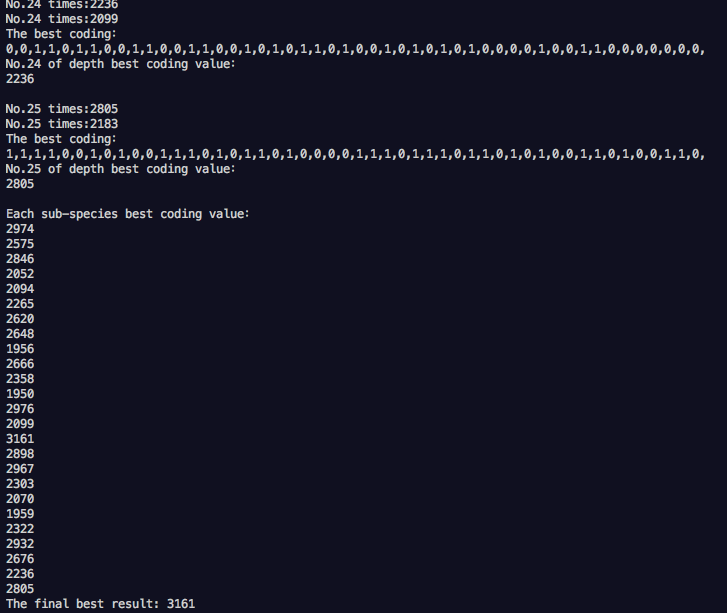 No.24 times:2236
No.24 times:2099
The best coding:
0,0,1,1,0,1,1,0,0,1,1,0,0,1,1,0,0,1,0,1,0,1,1,0,1,0,0,1,0,1,0,1,0,1,0,0,0,0,1,0,0,1,1,0,0,0,0,0,0,0,
No.24 of depth best coding value:
2236
No.25 times:2805
No.25 times:2183
The best coding:
1,1,1,1,0,0,1,0,1,0,0,1,1,1,0,1,0,1,1,0,1,0,0,0,0,1,1,1,0,1,1,1,0,1,1,0,1,0,1,0,0,1,1,0,1,0,0,1,1,0,
No.25 of depth best coding value:
2805
Each sub-species best coding value:
2974
2575
2846
2052
2094
2265
2620
2648
1956
2666
2358
1950
2976
2099
3161
2898
2967
2303
2070
1959
2322
2932
2676
2236
2805
The final best result: 3161